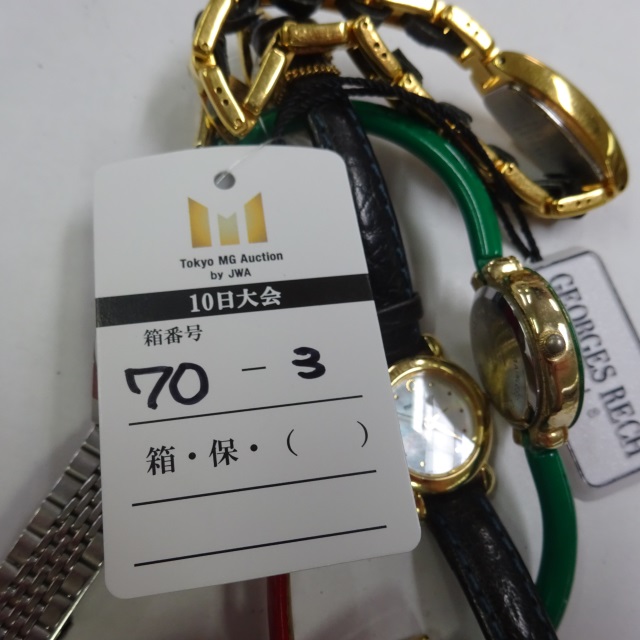 Tokyo MG Auction
by JWA
10日大会
箱番号
70 - 3
箱・保・(   )
GEORGES RECH